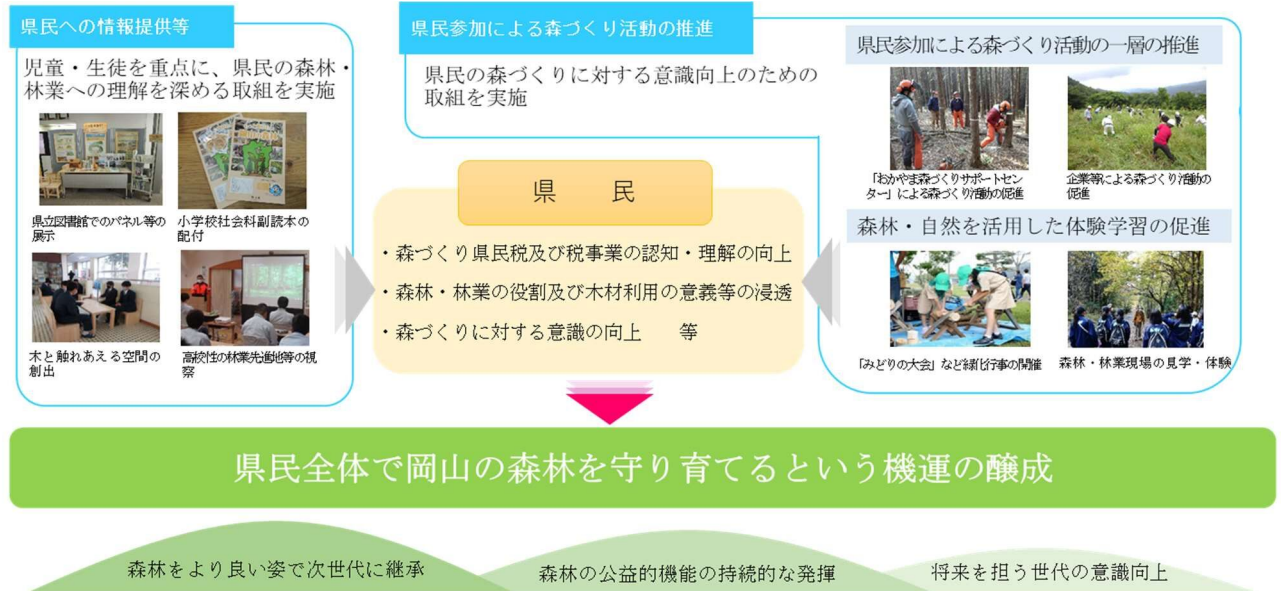 県民への情報提供等
児童・生徒を重点に、県民の森林・
林業への理解を深める取組を実施
県立図書館でのパネル等の
展示
小学校社会科副読本の
配付
木と触れあえる空間の
創出
高校性の林業先進地等の視
察
県民参加による森づくり活動の推進
県民の森づくりに対する意識向上のための
取組を実施
県民参加による森づくり活動の一層の推進
「おかやま森づくりサポートセン
ター」による森づくり活動の促進
企業等による森づくり活動の
促進
森林・自然を活用した体験学習の促進
「みどりの大会」など緑化行事の開催
森林・林業現場の見学・体験
県　民
・森づくり県民税及び税事業の認知・理解の向上
・森林・林業の役割及び木材利用の意義等の浸透
・森づくりに対する意識の向上　等
県民全体で岡山の森林を守り育てるという機運の醸成
森林をより良い姿で次世代に継承
森林の公益的機能の持続的な発揮
将来を担う世代の意識向上